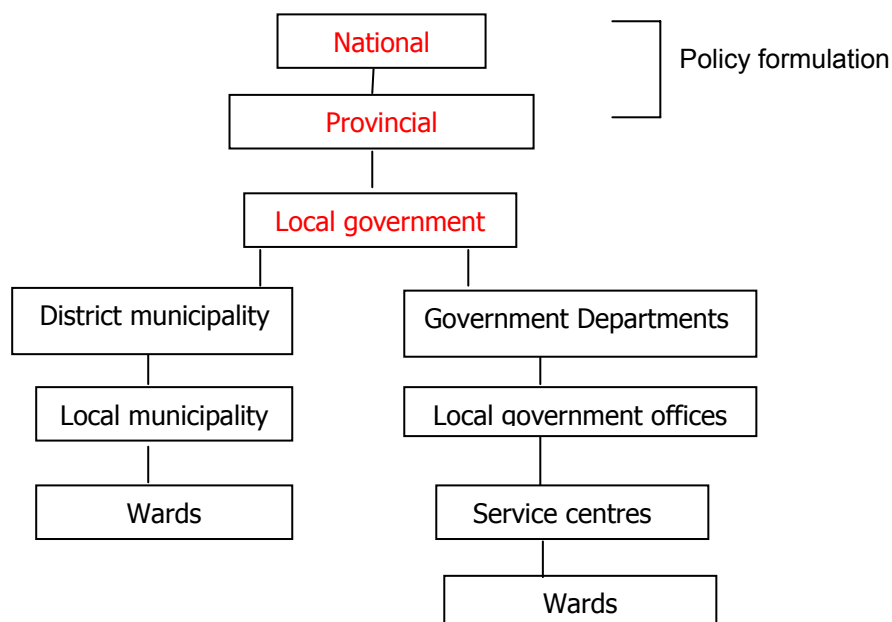 National
Policy formulation
Provincial
Local government
District municipality
Government Departments
Local municipality
Local government offices
Wards
Service centres
Wards